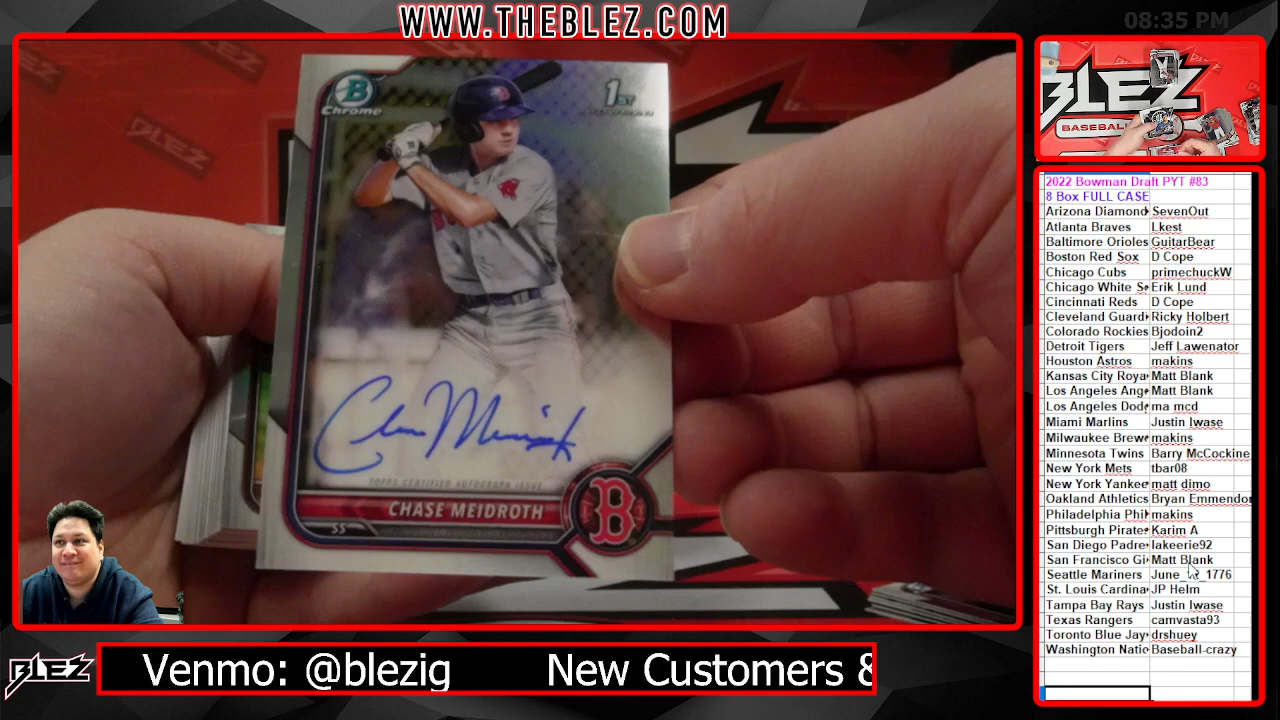 WWW.THEBLEZ.COM
08:35 PM
B
Chrome
1ST
BOWMAN
TOPPS CERTIFIED AUTOGRAPH ISSUE
CHASE MEIDROTH
SS
B
BLEZ
BLEZ
BASEBALL
2022 Bowman Draft PYT #83
8 Box FULL CASE
Arizona Diamond SevenOut
Atlanta Braves Lkest
Baltimore Orioles GuitarBear
Boston Red Sox D Cope
Chicago Cubs primechuckW
Chicago White Erik Lund
Cincinnati Reds D Cope
Cleveland Guard Ricky Holbert
Colorado Rockies Bjodoin2
Detroit Tigers Jeff Lawenator
Houston Astros makins
Kansas City Roya Matt Blank
Los Angeles Ang Matt Blank
Los Angeles Dod ma mcd
Miami Marlins Justin Iwase
Milwaukee Brew makins
Minnesota Twins Barry McCockine
New York Mets tbar08
New York Yankee matt dimo
Oakland Athletics Bryan Emmendor
Philadelphia Phi makins
Pittsburgh Pirate Karim A
San Diego Padre lakeerie92
San Francisco Gi Matt Blank
Seattle Mariners
St. Louis Cardina JP Helm
Tampa Bay Rays Justin Iwase
Texas Rangers camvasta93
Toronto Blue Jay drshuey
Washington Natio Baseball-crazy
BLEZ
Venmo: @blezig New Customers &